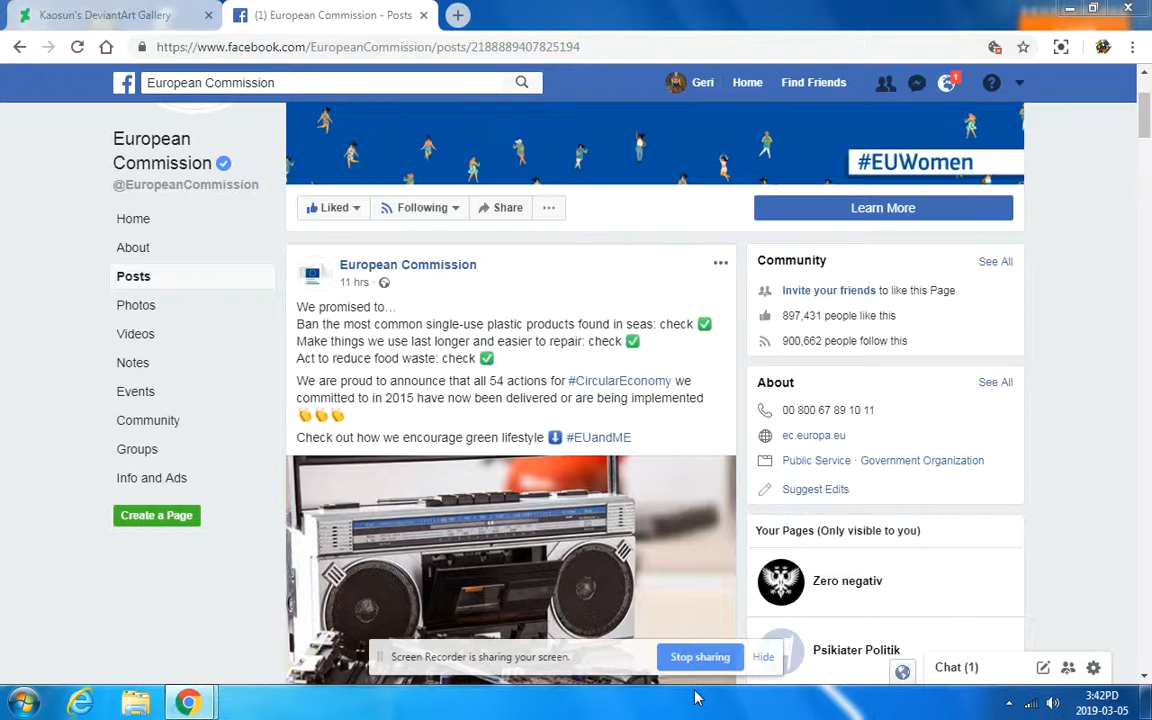 Kaosun's DeviantArt Gallery
(1) European Commission - Posts
https://www.facebook.com/EuropeanCommission/posts/2188889407825194
European Commission
Geri
Home
Find Friends
1
European
Commission
@EuropeanCommission
#EUWomen
Home
About
Posts
Photos
Videos
Notes
Events
Community
Groups
Info and Ads
Create a Page
Liked
Following
Share
Learn More
European Commission
11 hrs ·
We promised to…
Ban the most common single-use plastic products found in seas: check ✅
Make things we use last longer and easier to repair: check ✅
Act to reduce food waste: check ✅
We are proud to announce that all 54 actions for #CircularEconomy we
committed to in 2015 have now been delivered or are being implemented
👏👏👏
Check out how we encourage green lifestyle ⬇ #EUandME
Community
See All
Invite your friends to like this Page
897,431 people like this
900,662 people follow this
About
See All
00 800 67 89 10 11
ec.europa.eu
Public Service · Government Organization
Suggest Edits
Your Pages (Only visible to you)
Zero negativ
Psikiater Politik
Screen Recorder is sharing your screen.
Stop sharing
Hide
Chat (1)
3:42PD
2019-03-05